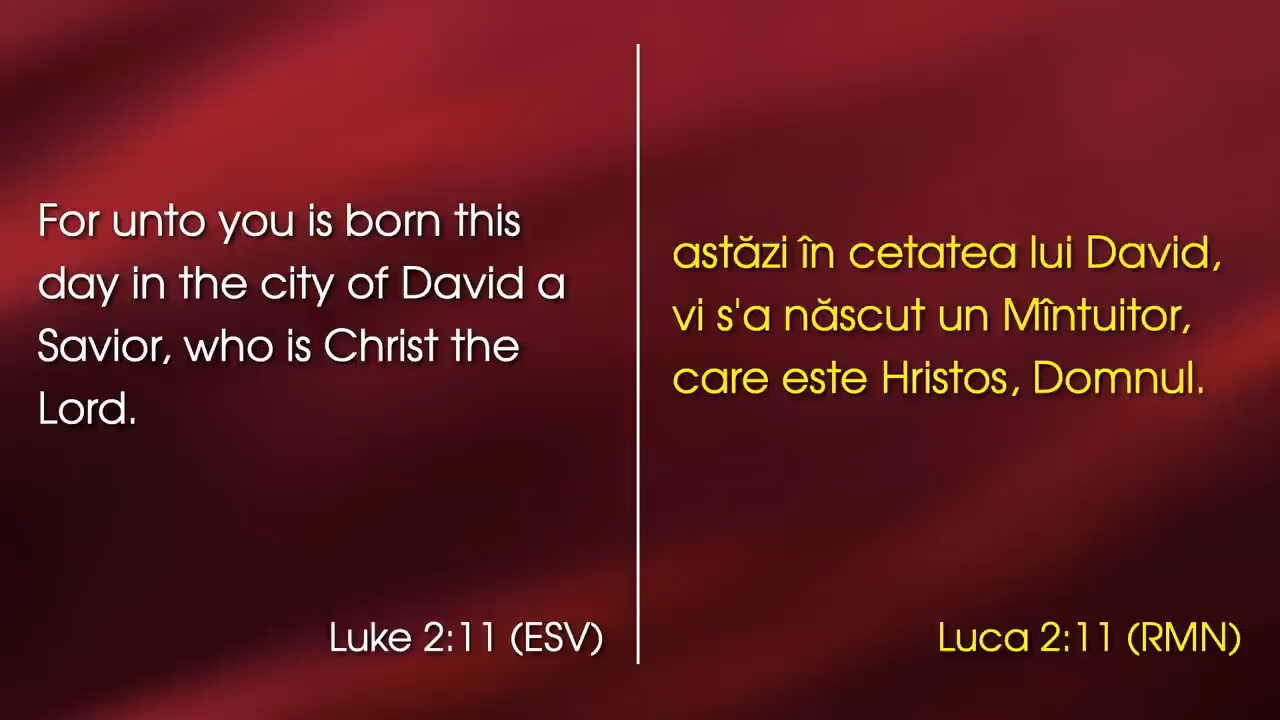 For unto you is born this
day in the city of David a
Savior, who is Christ the
Lord.
Luke 2:11 (ESV)
astăzi în cetatea lui David,
vi s'a născut un Mîntuitor,
care este Hristos, Domnul.
Luca 2:11 (RMN)